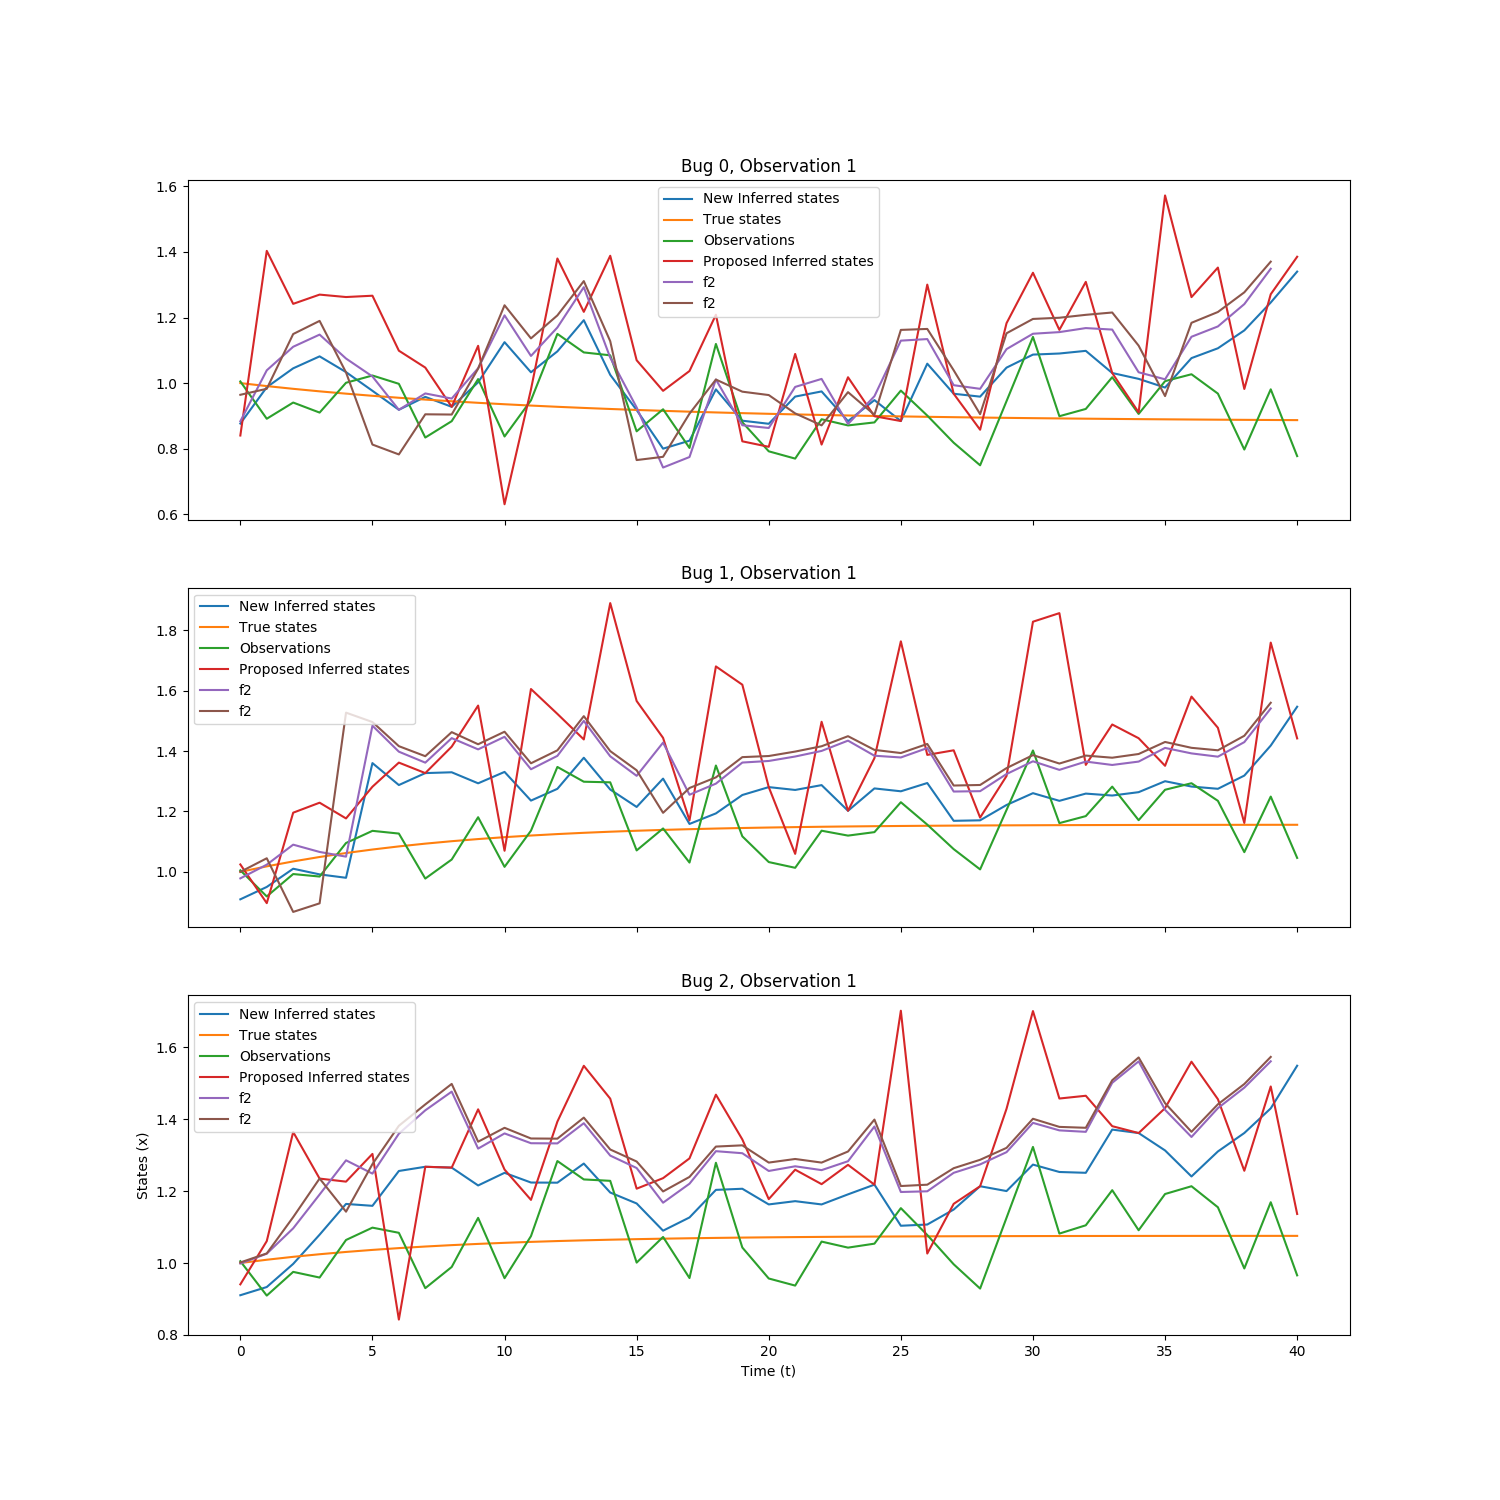 Bug 0, Observation 1
1.6
1.4
1.2
1.0
0.8
0.6
New Inferred states
True states
Observations
Proposed Inferred states
f2
f2
Bug 1, Observation 1
1.8
1.6
1.4
1.2
1.0
New Inferred states
True states
Observations
Proposed Inferred states
f2
f2
Bug 2, Observation 1
States (x)
1.6
1.4
1.2
1.0
0.8
New Inferred states
True states
Observations
Proposed Inferred states
f2
f2
0 5 10 15 20 25 30 35 40
Time (t)